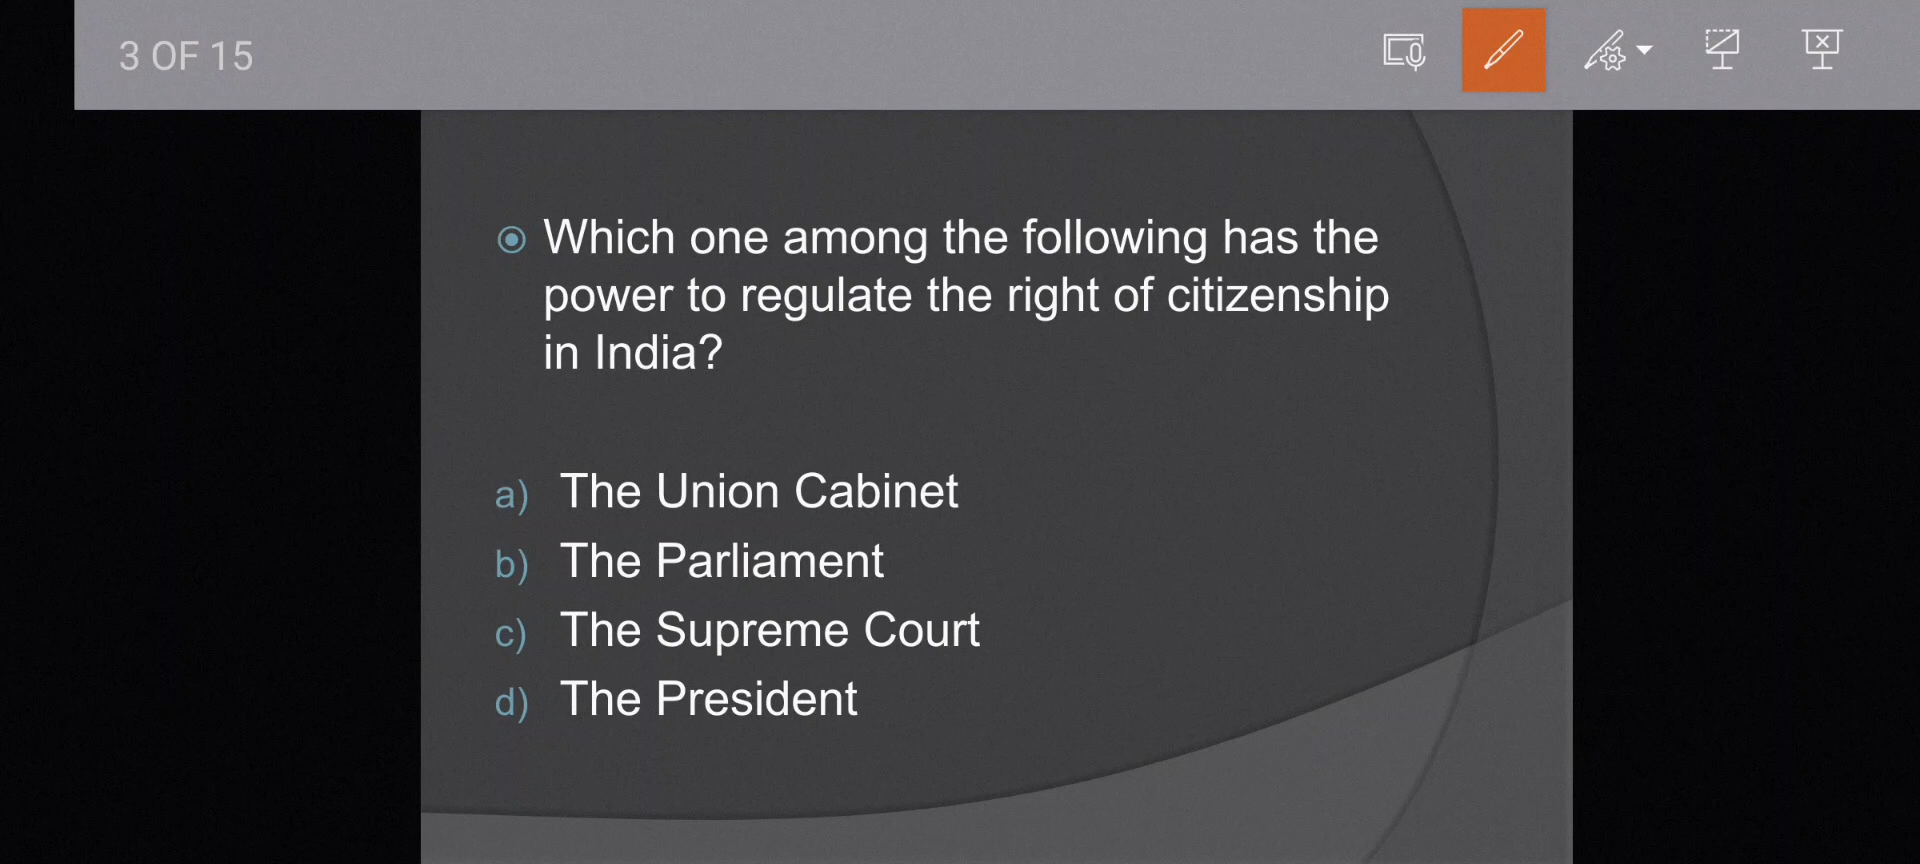 3 OF 15
Which one among the following has the
power to regulate the right of citizenship
in India?
a) The Union Cabinet
b) The Parliament
c) The Supreme Court
d) The President